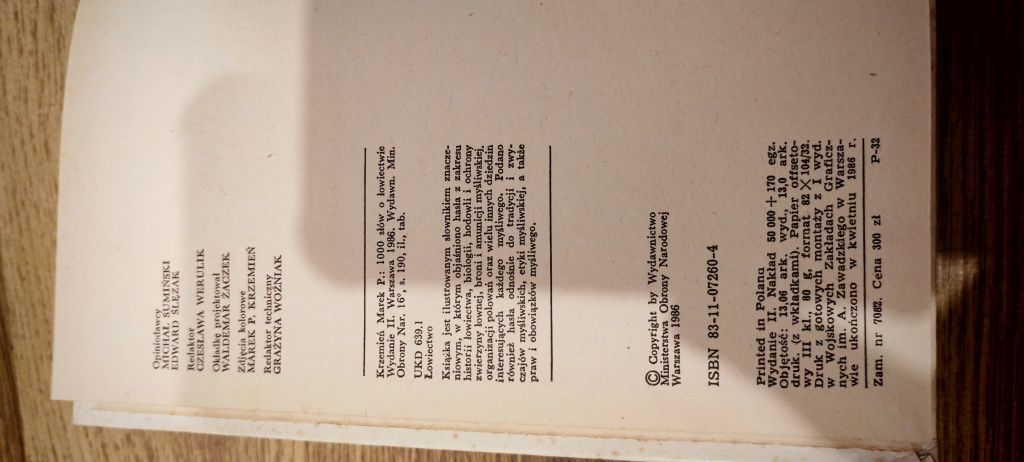 Opiniodawcy
MICHAŁ SUMIŃSKI
EDWARD ŚLĘZAK
Redaktor
CZESŁAWA WERULIK
Okładkę projektował
WALDEMAR ŻACZEK
Zdjęcia kolorowe
MAREK P. KRZEMIEŃ
Redaktor techniczny
GRAŻYNA WOŹNIAK
Krzemień Marek P.: 1000 słów o łowiectwie
Wydanie II. Warszawa 1986. Wydawn. Min.
Obrony Nar. 16°, s. 190, il., tab.
UKD 639.1
Łowiectwo
Książka jest ilustrowanym słownikiem znacze-
niowym, w którym objaśniono hasła z zakresu
historii łowiectwa, biologii, hodowli i ochrony
zwierzyny łownej, broni i amunicji myśliwskiej,
organizacji polowań oraz wielu innych dziedzin
interesujących każdego myśliwego. Podano
również hasła odnośnie do tradycji i zwy-
czajów myśliwskich, etyki myśliwskiej, a także
praw i obowiązków myśliwego.
© Copyright by Wydawnictwo
Ministerstwa Obrony Narodowej
Warszawa 1986
ISBN 83-11-07260-4
Printed in Poland
Wydanie II. Nakład 50 000 + 170 egz.
Objętość: 13,06 ark. wyd., 13,0 ark.
druk. (z wkładkami). Papier offseto-
wy III kl., 80 g, format 82 × 104/32.
Druk z gotowych montaży z I wyd.
w Wojskowych Zakładach Graficz-
nych im. A. Zawadzkiego w Warsza-
wie ukończono w kwietniu 1986 r.
Zam. nr 7082. Cena 300 zł P-32